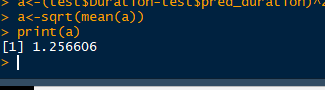 > a<-(test$Duration-test$pred_duration)^2
> a<-sqrt(mean(a))
> print(a)
[1] 1.256606
>